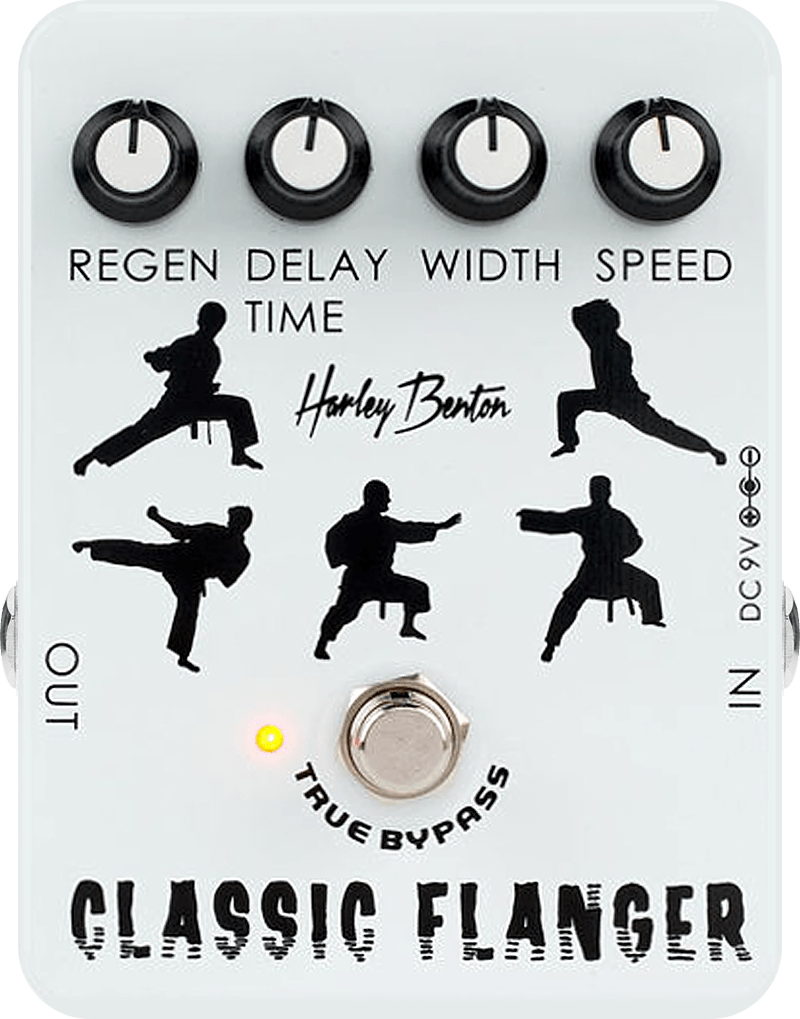 REGEN DELAY TIME WIDTH SPEED
Harley Benton
DC 9V
OUT
IN
TRUE BYPASS
CLASSIC FLANGER